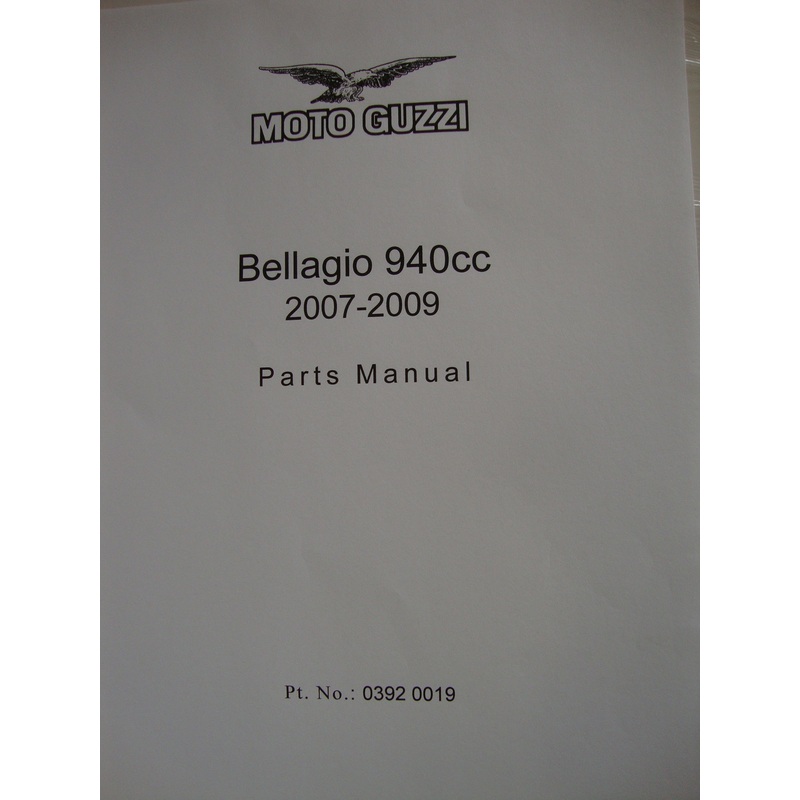 MOTO GUZZI
Bellagio 940cc
2007-2009
Parts Manual
Pt. No.: 0392 0019